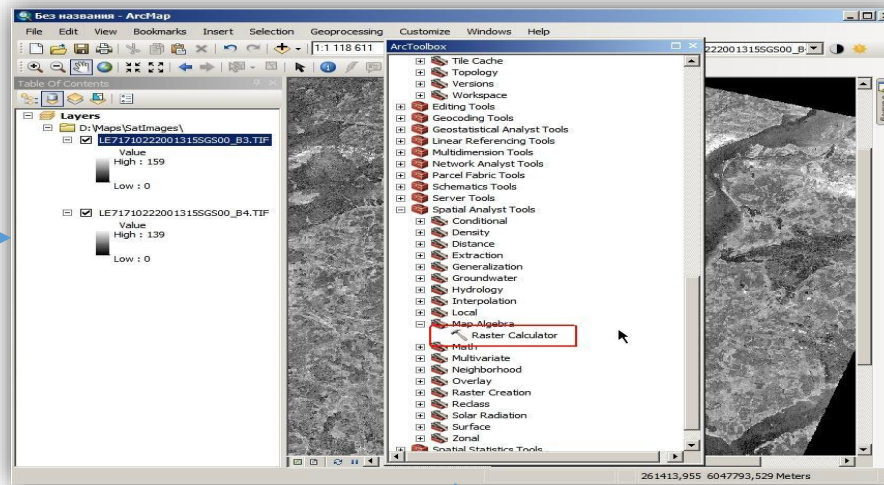 Без названия - ArcMap
File Edit View Bookmarks Insert Selection Geoprocessing Customize Windows Help
1:1 118 611
ArcToolbox
222001315SGS00_B
Table Of Contents
Layers
D:\Maps\SatImages\
LE71710222001315SGS00_B3.TIF
Value
High : 159
Low : 0
LE71710222001315SGS00_B4.TIF
Value
High : 139
Low : 0
Tile Cache
Topology
Versions
Workspace
Editing Tools
Geocoding Tools
Geostatistical Analyst Tools
Linear Referencing Tools
Multidimension Tools
Network Analyst Tools
Parcel Fabric Tools
Schematics Tools
Server Tools
Spatial Analyst Tools
Conditional
Density
Distance
Extraction
Generalization
Groundwater
Hydrology
Interpolation
Local
Map Algebra
Raster Calculator
Math
Multivariate
Neighborhood
Overlay
Raster Creation
Reclass
Solar Radiation
Surface
Zonal
Spatial Statistics Tools
261413,955 6047793,529 Meters